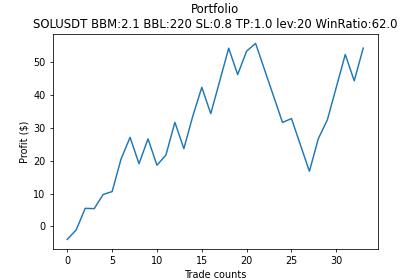 Portfolio
SOLUSDT BBM:2.1 BBL:220 SL:0.8 TP:1.0 lev:20 WinRatio:62.0
50
40
30
20
10
0
Profit ($)
0 5 10 15 20 25 30
Trade counts